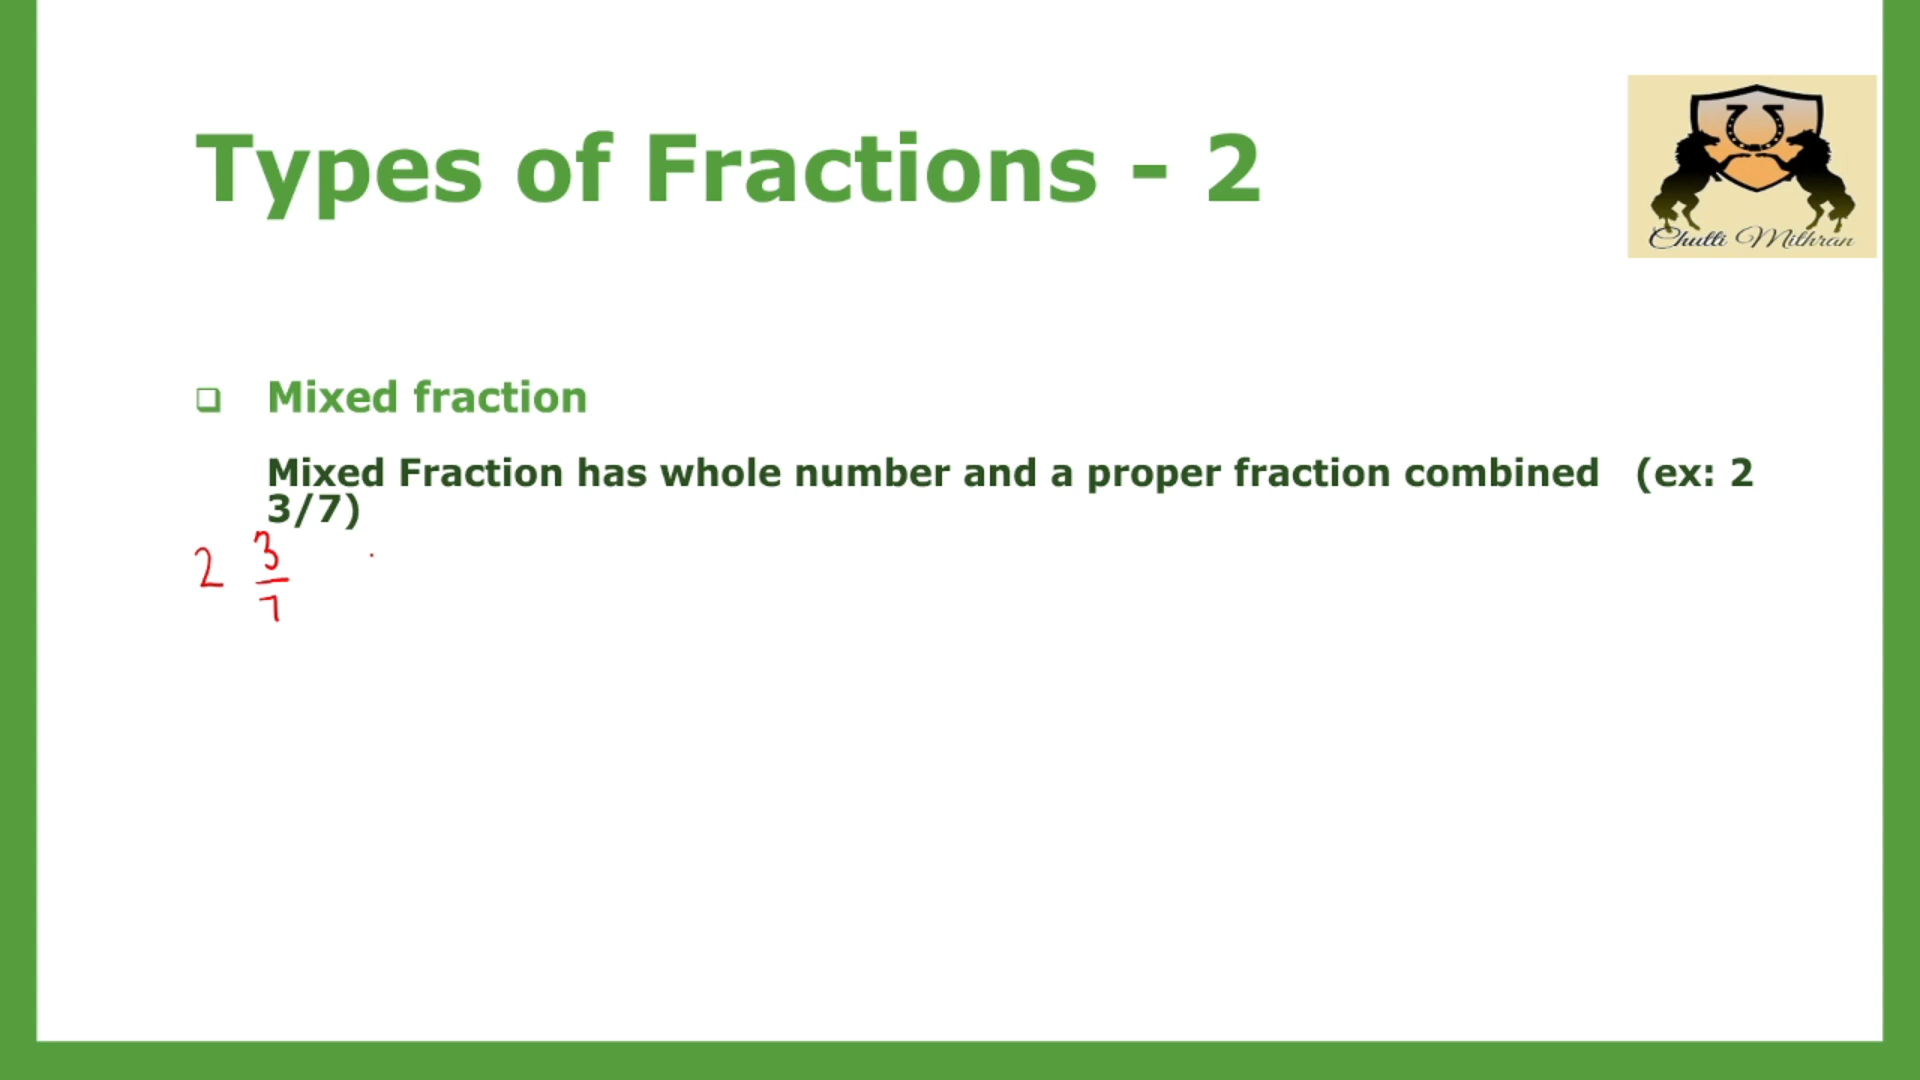 Types of Fractions - 2
Chutti Mithran
❑ Mixed fraction
Mixed Fraction has whole number and a proper fraction combined (ex: 2
3/7)
2 3/7